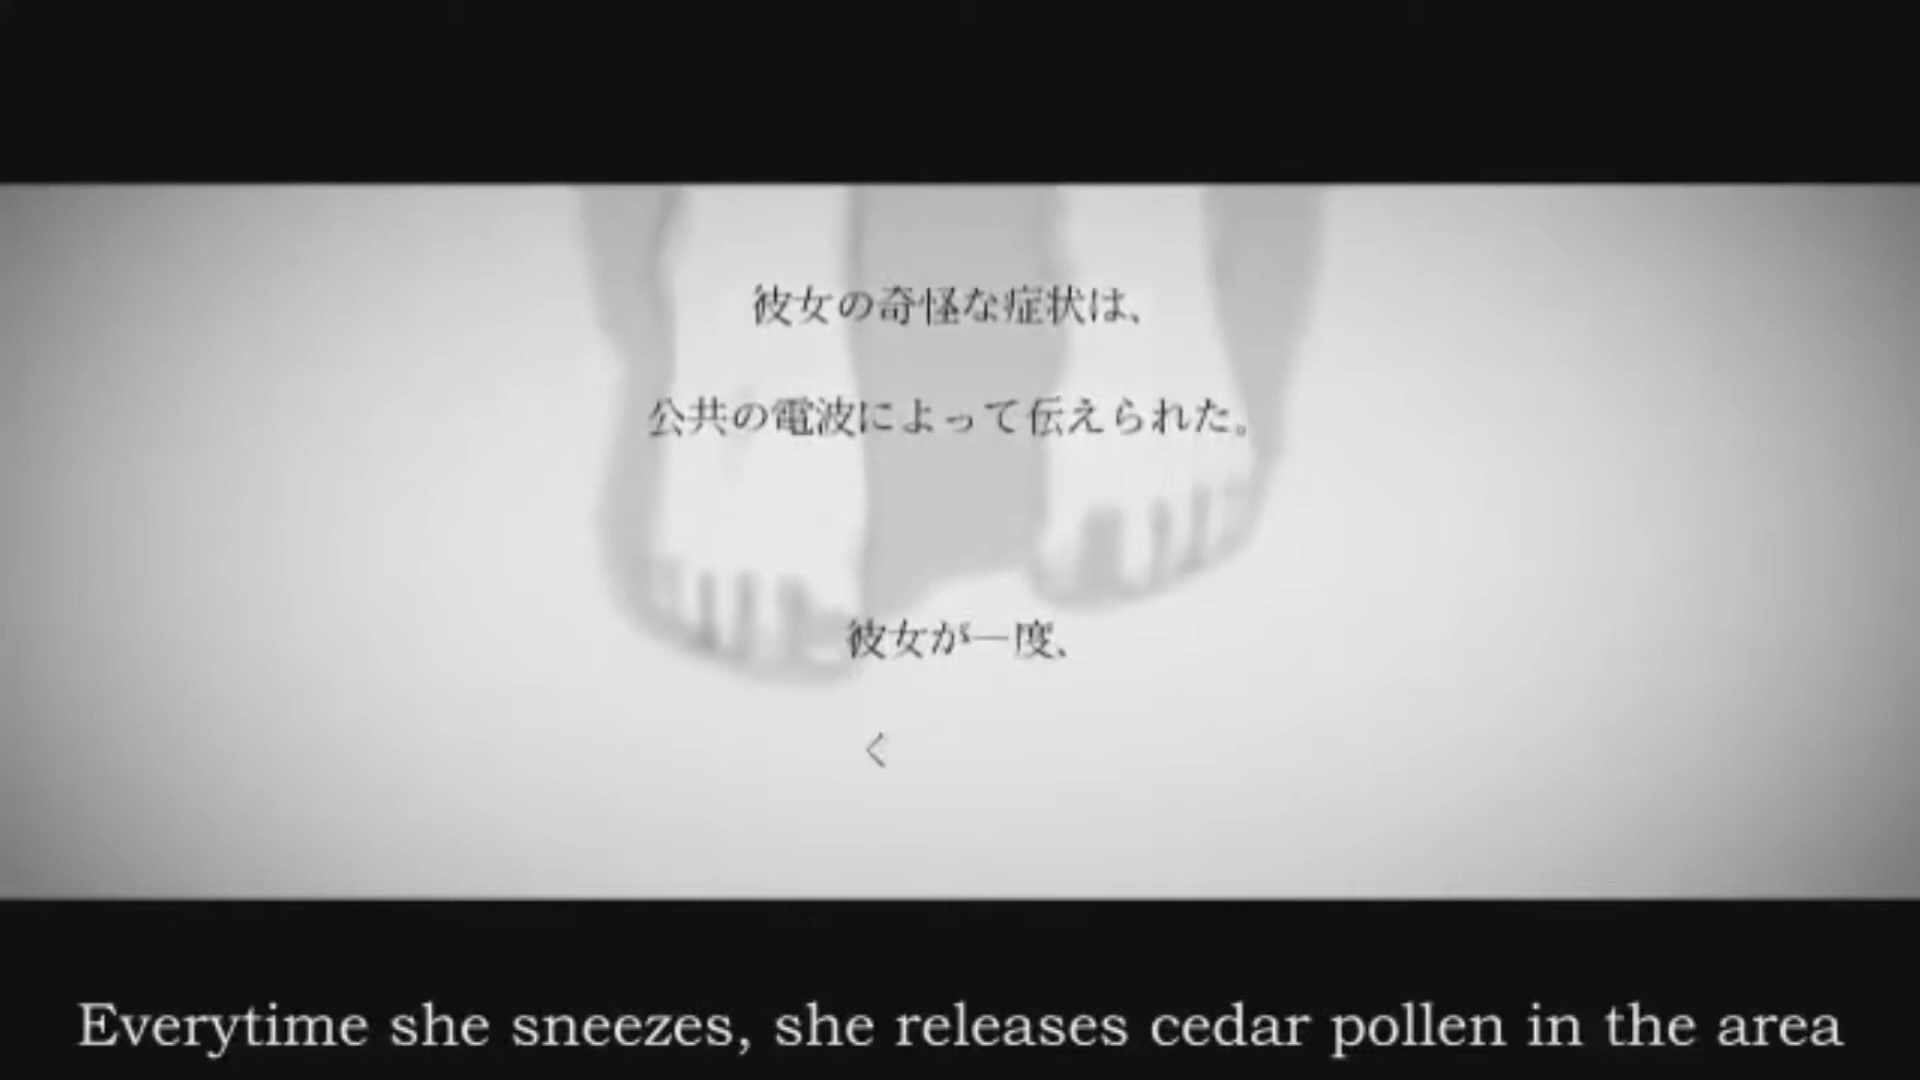 彼女の奇怪な症状は、
公共の電波によって伝えられた。
彼女が一度、
く
Everytime she sneezes, she releases cedar pollen in the area